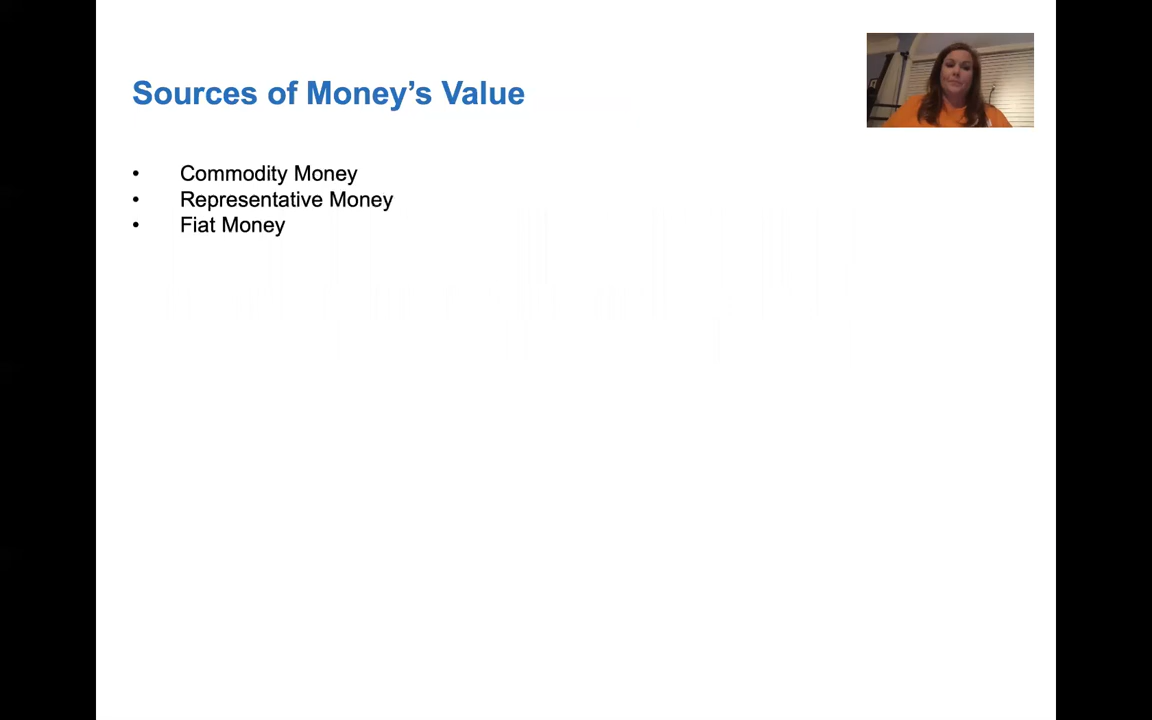 Sources of Money’s Value
• Commodity Money
• Representative Money
• Fiat Money